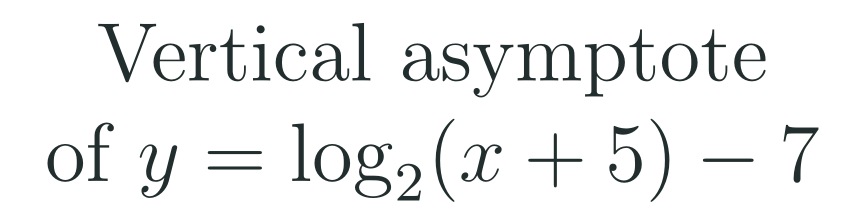 Vertical asymptote
of y = log₂(x + 5) − 7